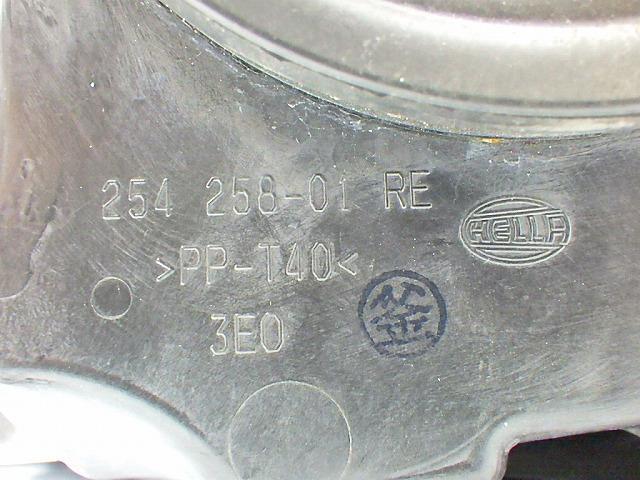 254 258-01 RE
HELLA
>PP-T40<
3E0